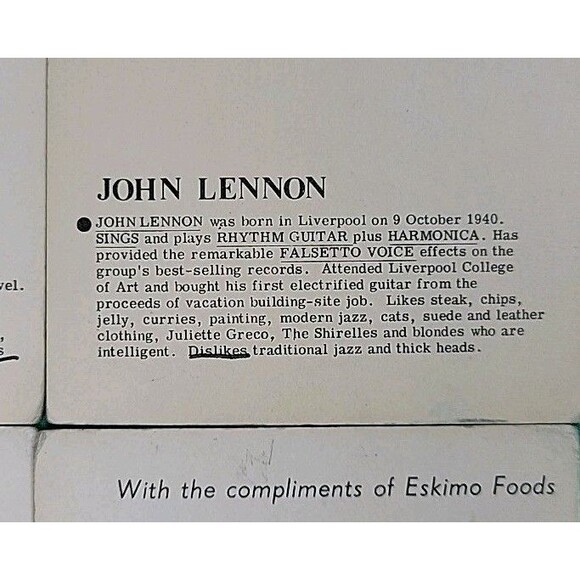 JOHN LENNON
JOHN LENNON was born in Liverpool on 9 October 1940.
SINGS and plays RHYTHM GUITAR plus HARMONICA. Has
provided the remarkable FALSETTO VOICE effects on the
group's best-selling records. Attended Liverpool College
of Art and bought his first electrified guitar from the
proceeds of vacation building-site job. Likes steak, chips,
jelly, curries, painting, modern jazz, cats, suede and leather
clothing, Juliette Greco, The Shirelles and blondes who are
intelligent. Dislikes traditional jazz and thick heads.
vel.
With the compliments of Eskimo Foods